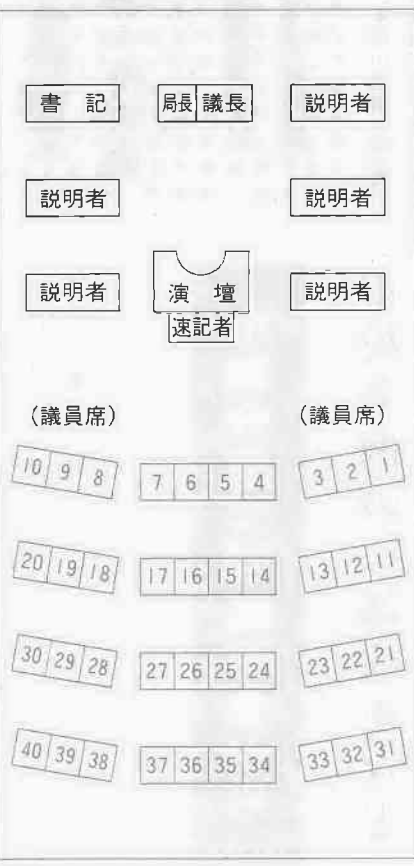 書 記 局長 議長 説明者
説明者 説明者
説明者 演 壇 説明者
速記者
(議員席) (議員席)
10 9 8 7 6 5 4 3 2 1
20 19 18 17 16 15 14 13 12 11
30 29 28 27 26 25 24 23 22 21
40 39 38 37 36 35 34 33 32 31